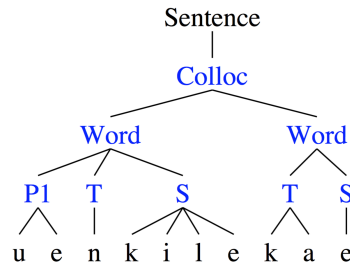 Sentence
Colloc
Word Word
P1 T S T S
u e n k i l e k a e